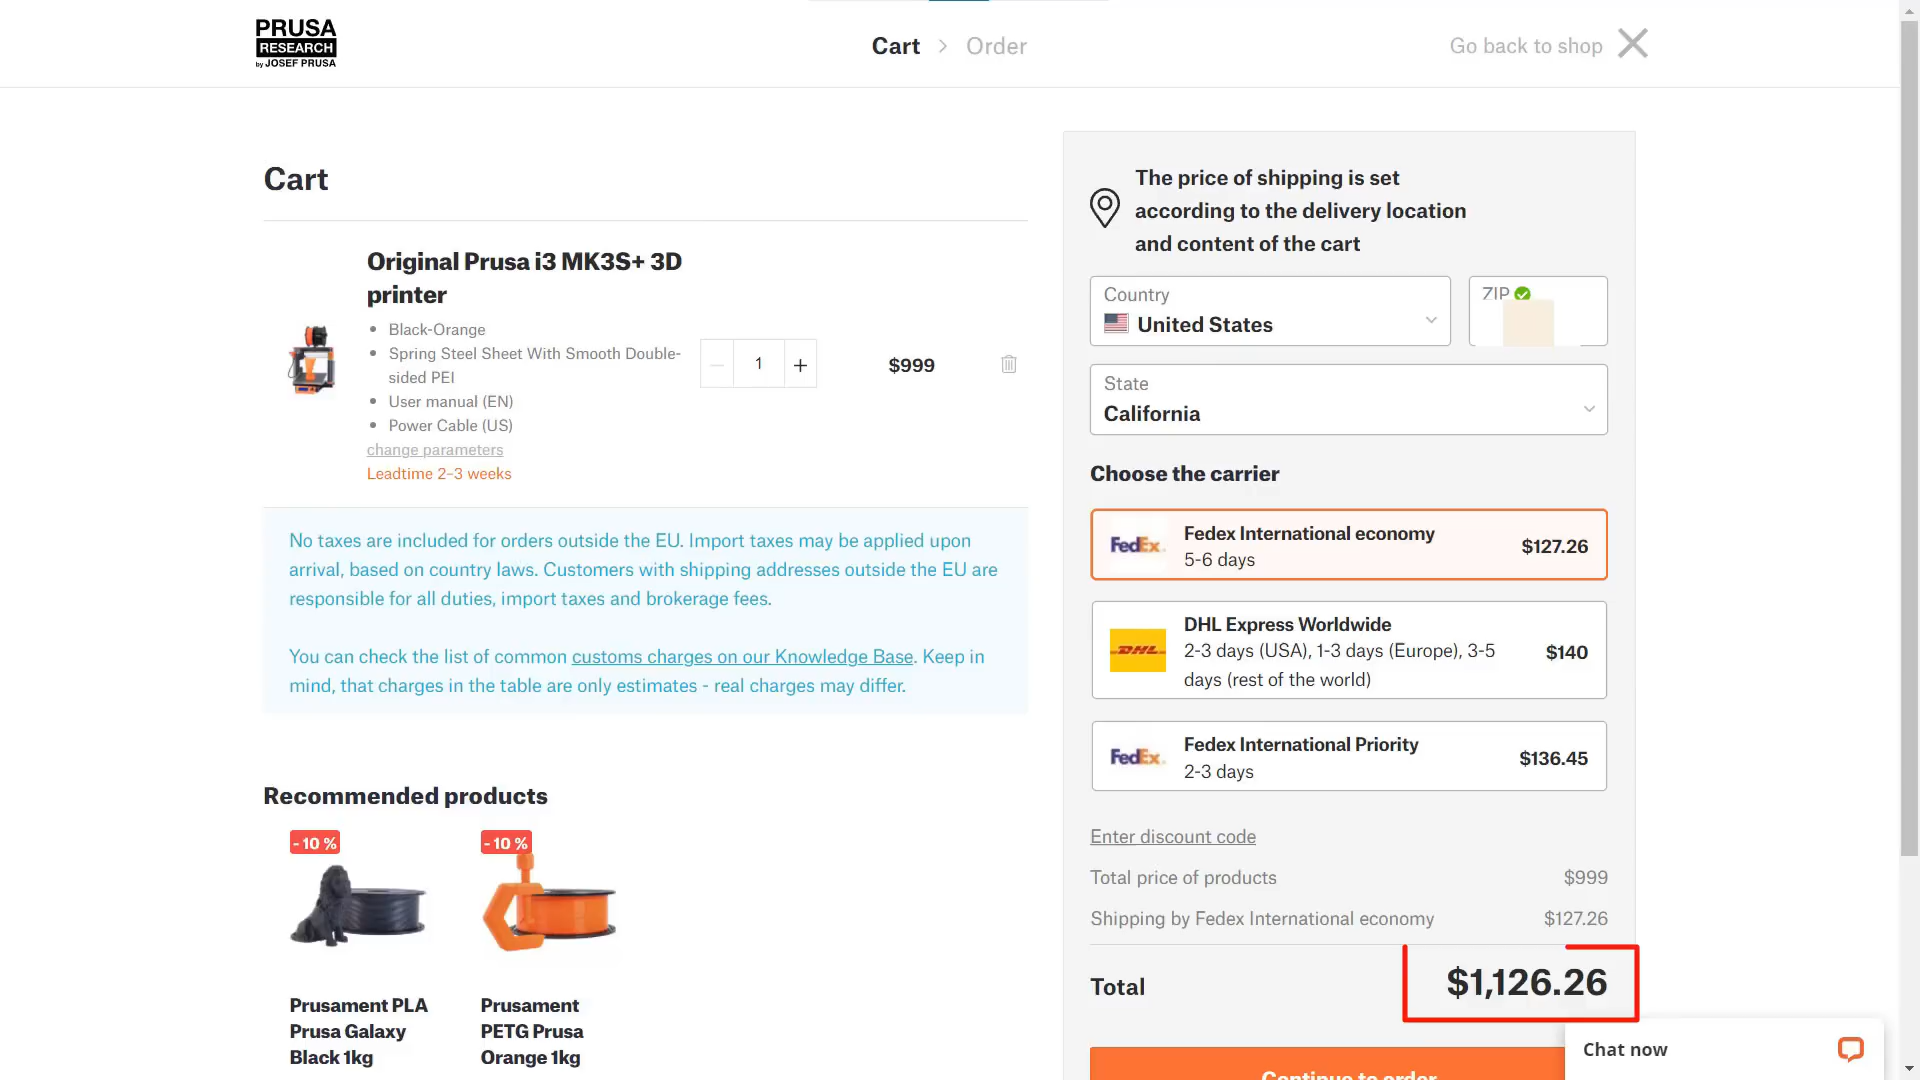 PRUSA
RESEARCH
by JOSEF PRUSA
Cart
Order
Go back to shop
Cart
Original Prusa i3 MK3S+ 3D
printer
Black-Orange
Spring Steel Sheet With Smooth Double-
sided PEI
User manual (EN)
Power Cable (US)
change parameters
Leadtime 2-3 weeks
1
$999
No taxes are included for orders outside the EU. Import taxes may be applied upon
arrival, based on country laws. Customers with shipping addresses outside the EU are
responsible for all duties, import taxes and brokerage fees.
You can check the list of common customs charges on our Knowledge Base. Keep in
mind, that charges in the table are only estimates - real charges may differ.
Recommended products
- 10 %
- 10 %
Prusament PLA
Prusa Galaxy
Black 1kg
Prusament
PETG Prusa
Orange 1kg
The price of shipping is set
according to the delivery location
and content of the cart
Country
United States
ZIP
State
California
Choose the carrier
FedEx
Fedex International economy
5-6 days
$127.26
DHL
DHL Express Worldwide
2-3 days (USA), 1-3 days (Europe), 3-5
days (rest of the world)
$140
FedEx
Fedex International Priority
2-3 days
$136.45
Enter discount code
Total price of products
$999
Shipping by Fedex International economy
$127.26
Total
$1,126.26
Continue to order
Chat now